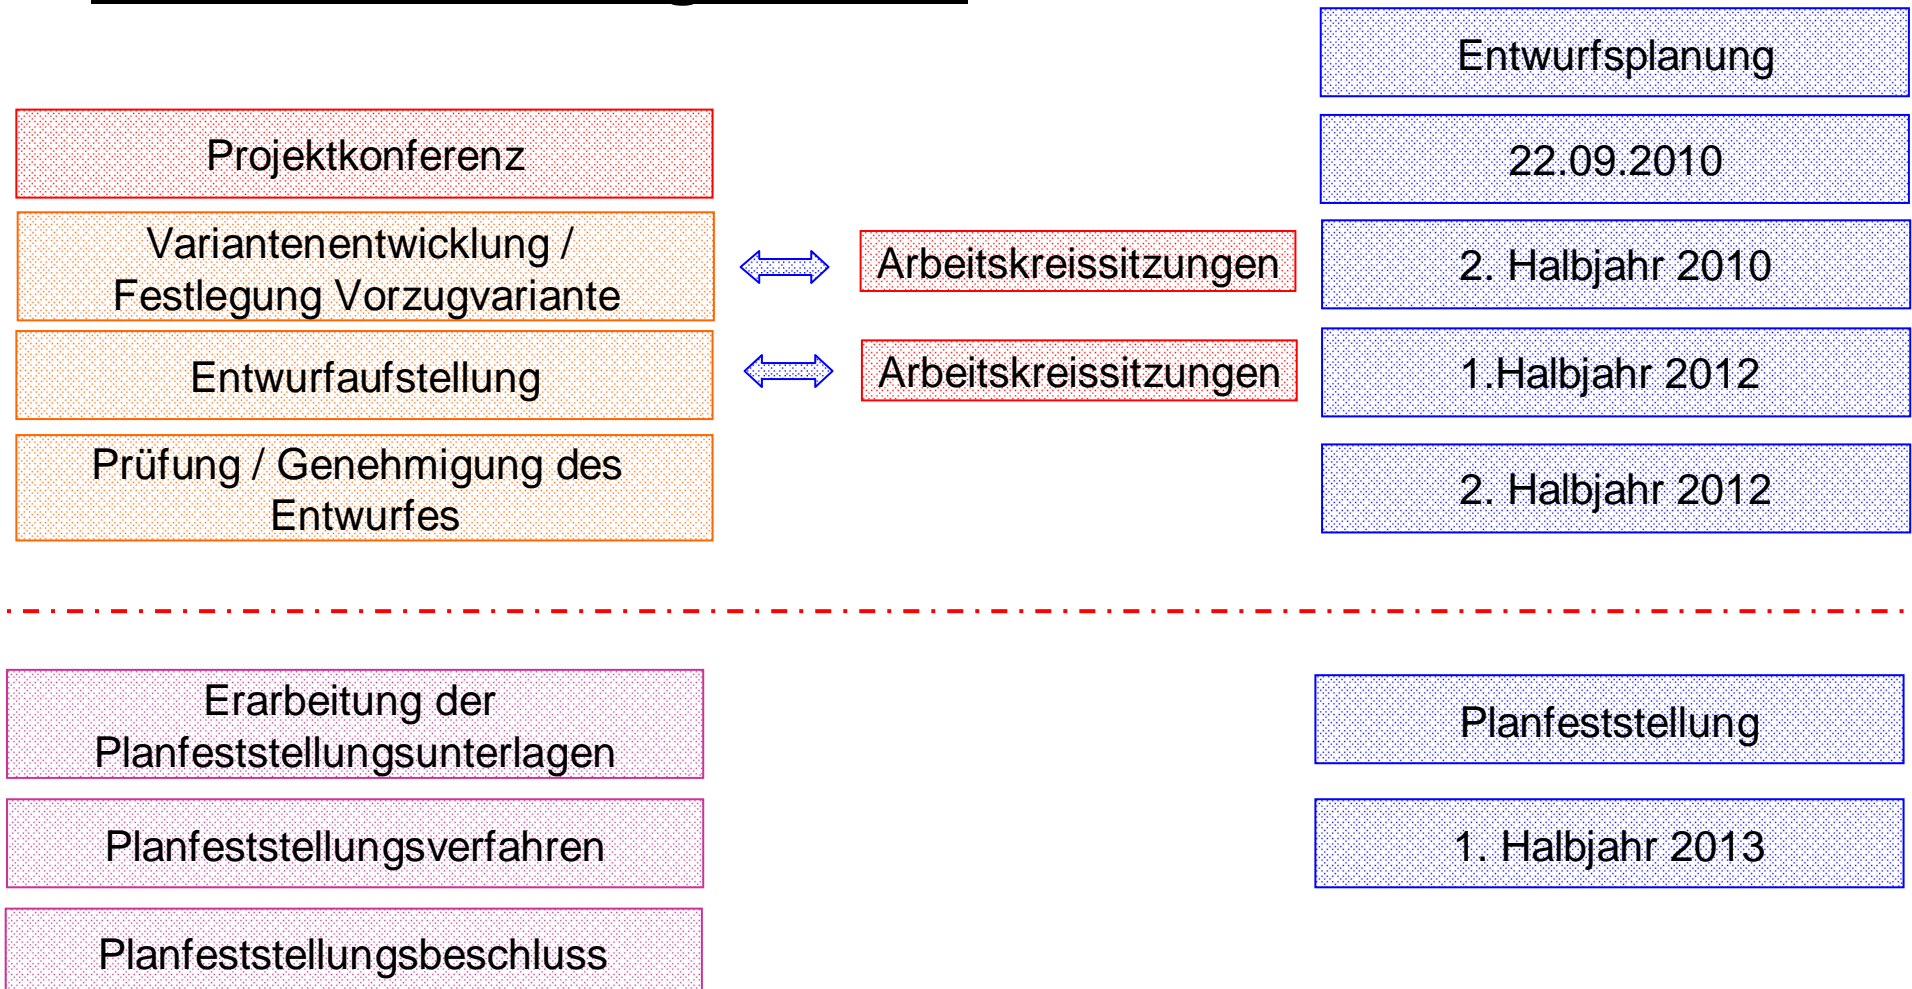 Entwurfsplanung
Projektkonferenz
22.09.2010
Variantenentwicklung /
Festlegung Vorzugvariante
Arbeitskreissitzungen
2. Halbjahr 2010
Entwurfaufstellung
Arbeitskreissitzungen
1.Halbjahr 2012
Prüfung / Genehmigung des
Entwurfes
2. Halbjahr 2012
Erarbeitung der
Planfeststellungsunterlagen
Planfeststellung
Planfeststellungsverfahren
1. Halbjahr 2013
Planfeststellungsbeschluss